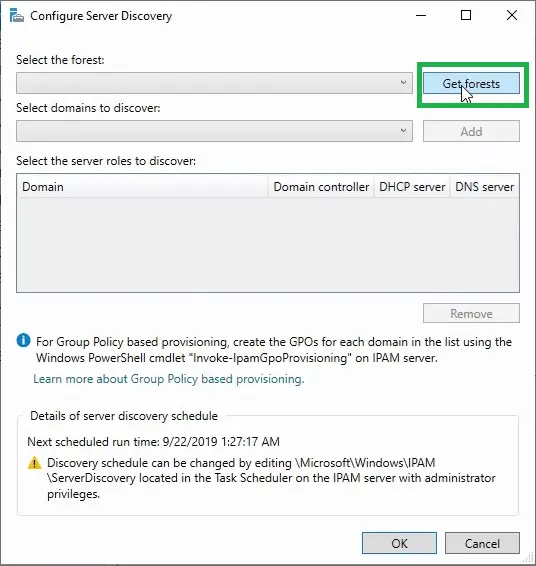 Configure Server Discovery
Select the forest:
Get forests
Select domains to discover:
Add
Select the server roles to discover:
Domain Domain controller DHCP server DNS server
Remove
For Group Policy based provisioning, create the GPOs for each domain in the list using the
Windows PowerShell cmdlet "Invoke-IpamGpoProvisioning" on IPAM server.
Learn more about Group Policy based provisioning.
Details of server discovery schedule
Next scheduled run time: 9/22/2019 1:27:17 AM
Discovery schedule can be changed by editing \Microsoft\Windows\IPAM
\ServerDiscovery located in the Task Scheduler on the IPAM server with administrator
privileges.
OK Cancel